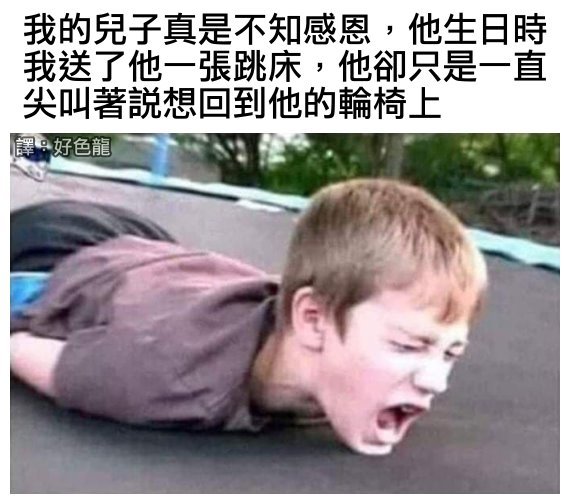 我的兒子真是不知感恩，他生日時
我送了他一張跳床，他卻只是一直
尖叫著説想回到他的輪椅上
譯：好色龍